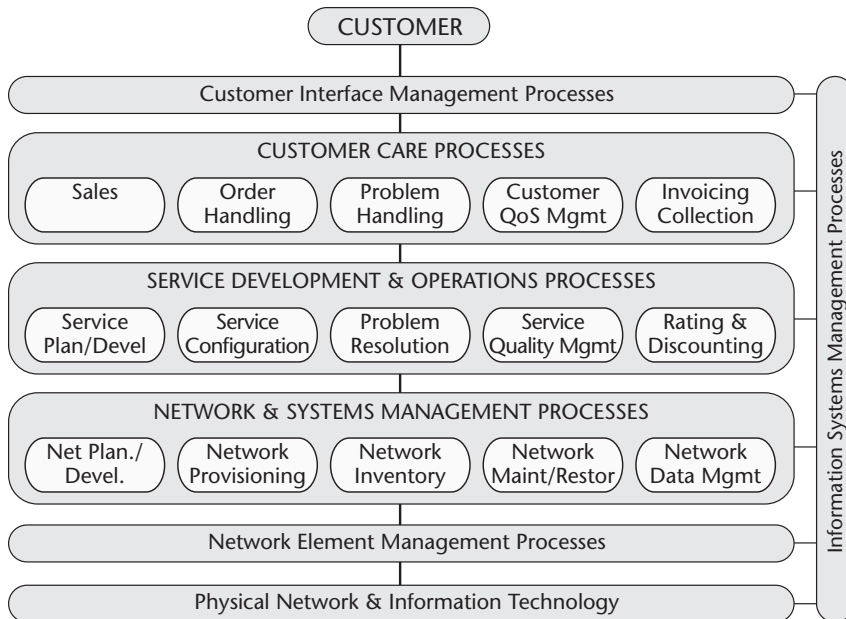 CUSTOMER
Customer Interface Management Processes
CUSTOMER CARE PROCESSES
Sales
Order
Handling
Problem
Handling
Customer
QoS Mgmt
Invoicing
Collection
SERVICE DEVELOPMENT & OPERATIONS PROCESSES
Service
Plan/Devel
Service
Configuration
Problem
Resolution
Service
Quality Mgmt
Rating &
Discounting
NETWORK & SYSTEMS MANAGEMENT PROCESSES
Net Plan./
Devel.
Network
Provisioning
Network
Inventory
Network
Maint/Restor
Network
Data Mgmt
Network Element Management Processes
Physical Network & Information Technology
Information Systems Management Processes